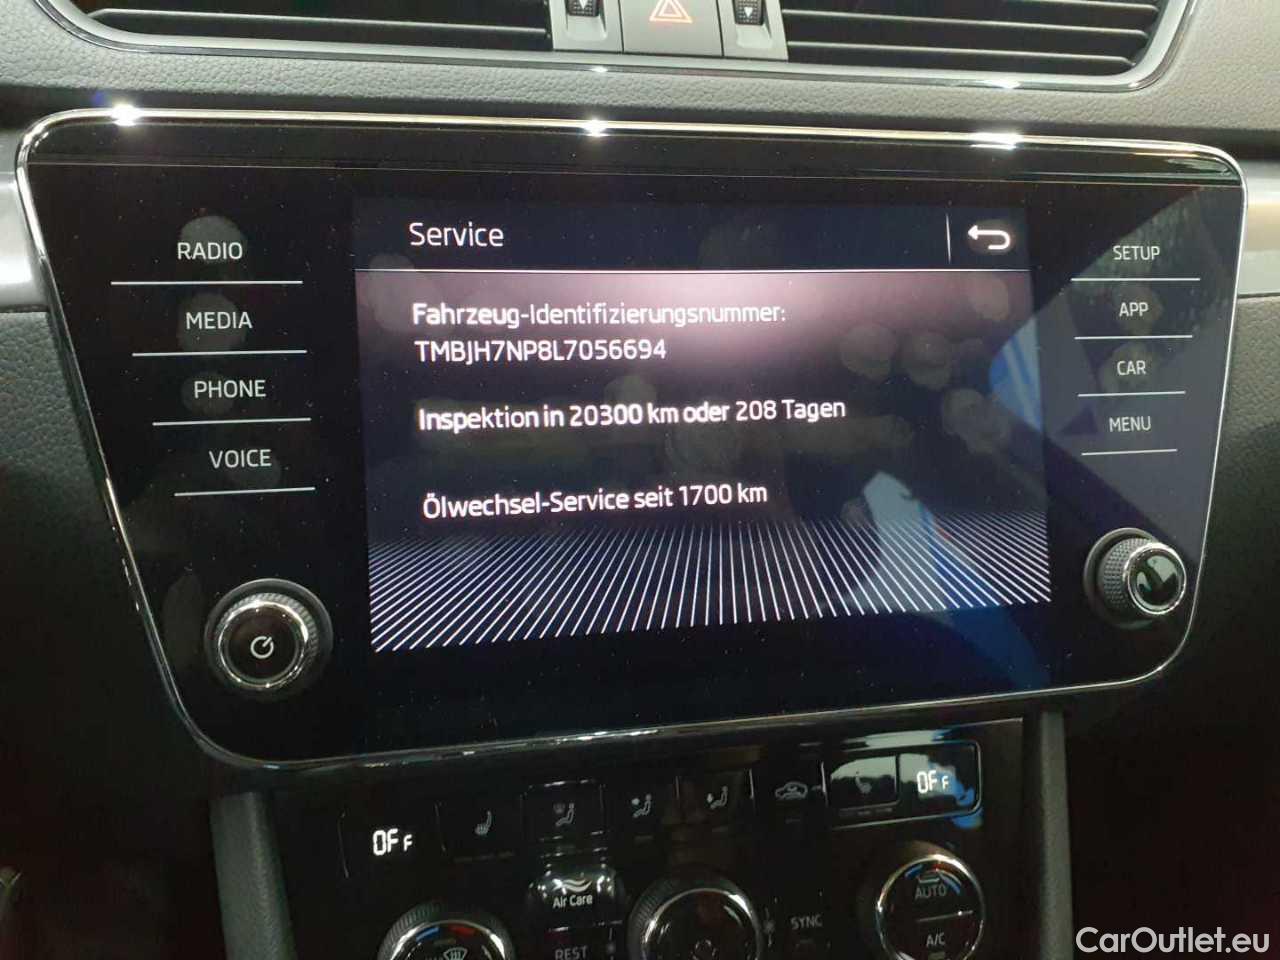 Service
RADIO
MEDIA
PHONE
VOICE
Fahrzeug-Identifizierungsnummer:
TMBJH7NP8L7056694
Inspektion in 20300 km oder 208 Tagen
Ölwechsel-Service seit 1700 km
SETUP
APP
CAR
MENU
OFF
OFF
Air Care
REST
SYNC
AUTO
A/C
CarOutlet.eu